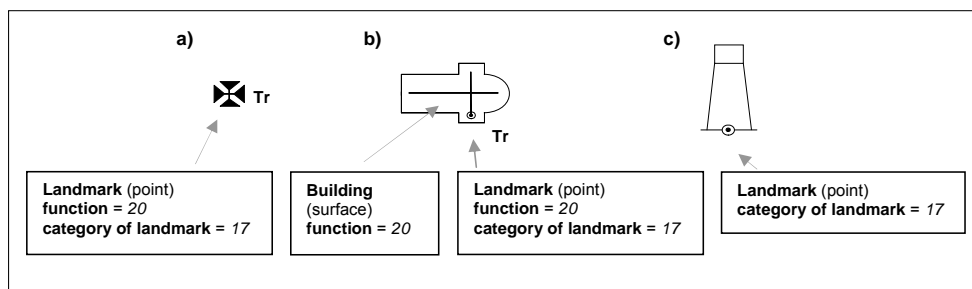 a)
b)
c)
Tr
Tr
Landmark (point)
function = 20
category of landmark = 17
Building
(surface)
function = 20
Landmark (point)
function = 20
category of landmark = 17
Landmark (point)
category of landmark = 17